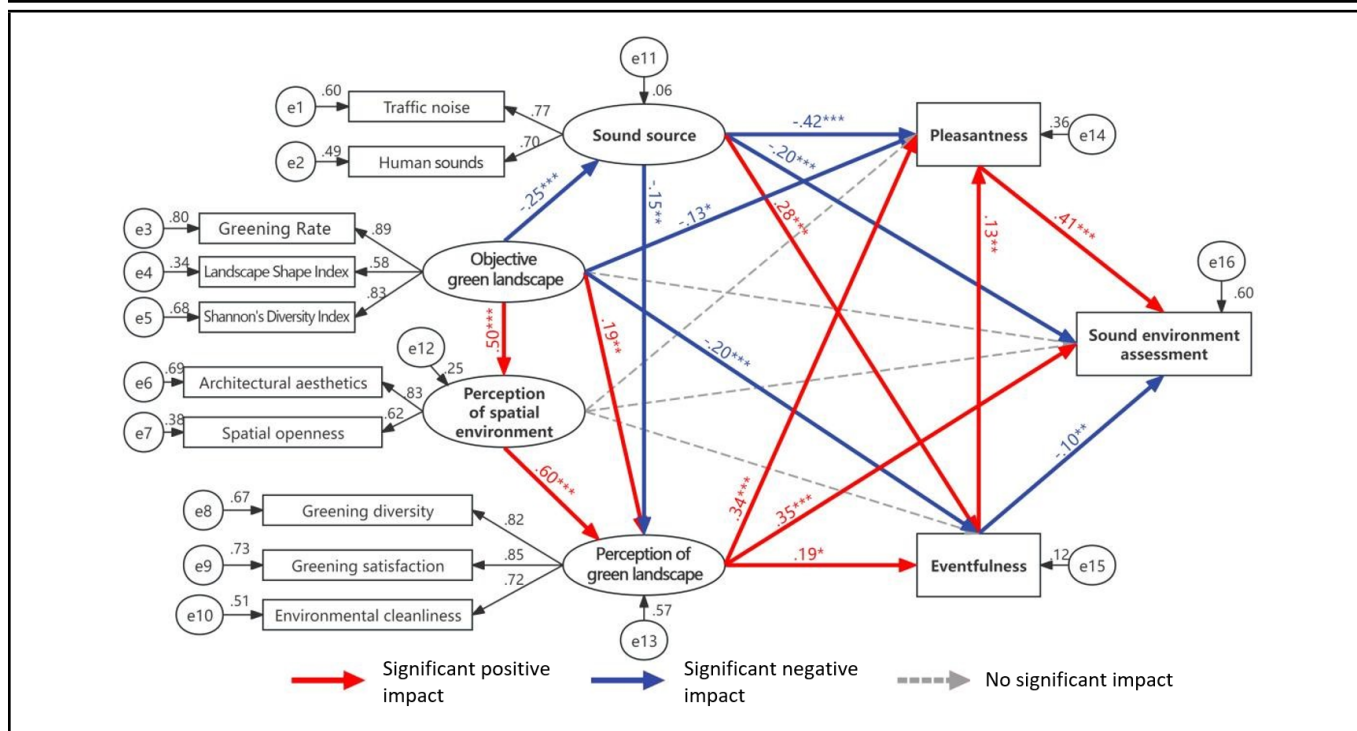 e11
.06
e1
.60
Traffic noise
.77
Sound source
e2
.49
Human sounds
.70
-.42***
Pleasantness
.36
e14
-.20***
-.25***
-.15**
-.13*
.28***
.13**
.41***
e3
.80
Greening Rate
.89
e4
.34
Landscape Shape Index
.58
e5
.68
Shannon's Diversity Index
.83
Objective
green landscape
e16
.60
Sound environment
assessment
.50***
.19**
-.20***
e12
.25
e6
.69
Architectural aesthetics
.83
e7
.38
Spatial openness
.62
Perception
of spatial
environment
.60***
-.10**
e8
.67
Greening diversity
.82
e9
.73
Greening satisfaction
.85
e10
.51
Environmental cleanliness
.72
Perception of
green landscape
.34***
.35***
.19*
Eventfulness
.12
e15
.57
e13
Significant positive
impact
Significant negative
impact
No significant impact